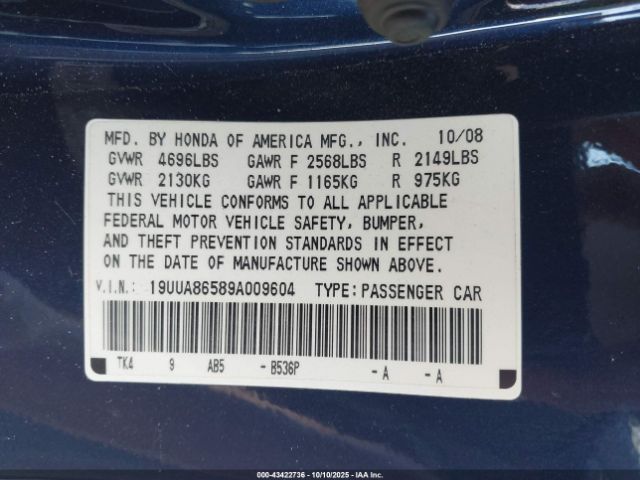 MFD. BY HONDA OF AMERICA MFG., INC. 10/08
GVWR 4696LBS GAWR F 2568LBS R 2149LBS
GVWR 2130KG GAWR F 1165KG R 975KG
THIS VEHICLE CONFORMS TO ALL APPLICABLE
FEDERAL MOTOR VEHICLE SAFETY, BUMPER,
AND THEFT PREVENTION STANDARDS IN EFFECT
ON THE DATE OF MANUFACTURE SHOWN ABOVE.
V.I.N.: 19UUA86589A009604 TYPE:PASSENGER CAR
TK4 9 AB5 -B536P -A -A
000-43422736 - 10/10/2025 - IAA Inc.